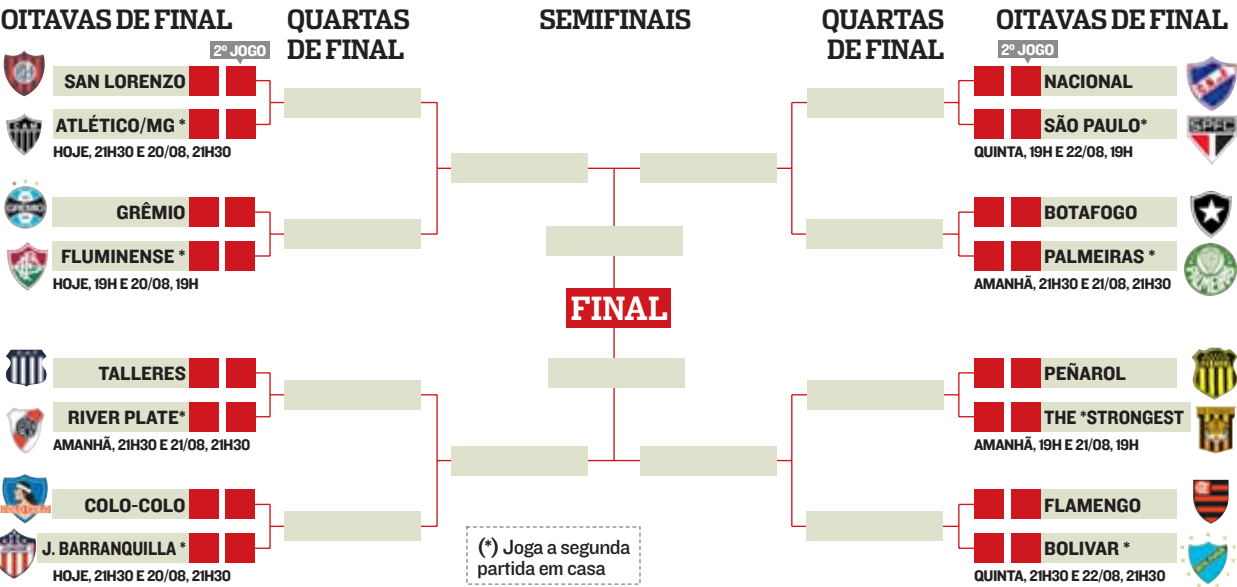 OITAVAS DE FINAL
2º JOGO
SAN LORENZO
ATLÉTICO/MG *
HOJE, 21H30 E 20/08, 21H30
GRÊMIO
FLUMINENSE *
HOJE, 19H E 20/08, 19H
TALLERES
RIVER PLATE*
AMANHÃ, 21H30 E 21/08, 21H30
COLO-COLO
J. BARRANQUILLA *
HOJE, 21H30 E 20/08, 21H30
QUARTAS
DE FINAL
SEMIFINAIS
FINAL
(*) Joga a segunda
partida em casa
QUARTAS
DE FINAL
OITAVAS DE FINAL
2º JOGO
NACIONAL
SÃO PAULO*
QUINTA, 19H E 22/08, 19H
SPFC
BOTAFOGO
PALMEIRAS *
AMANHÃ, 21H30 E 21/08, 21H30
PEÑAROL
THE *STRONGEST
AMANHÃ, 19H E 21/08, 19H
FLAMENGO
BOLIVAR *
QUINTA, 21H30 E 22/08, 21H30